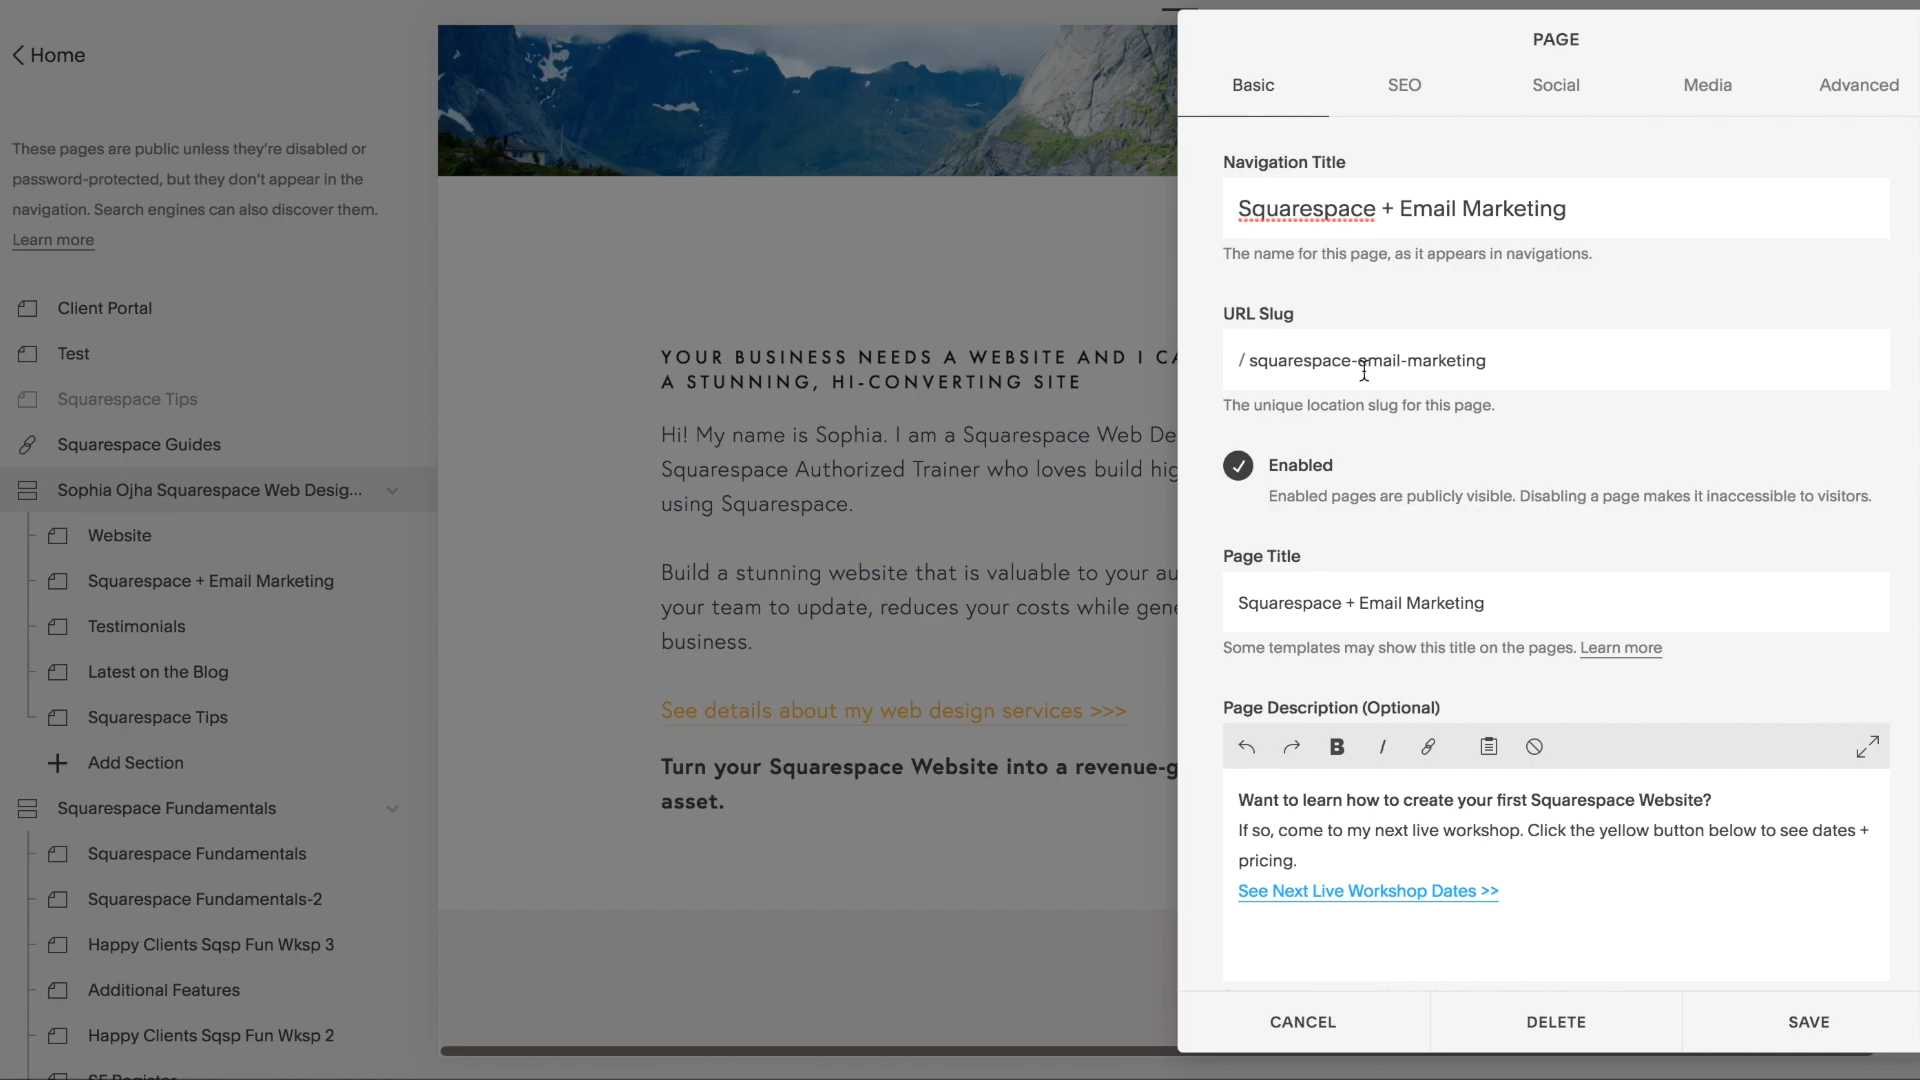 Home
These pages are public unless they're disabled or
password-protected, but they don't appear in the
navigation. Search engines can also discover them.
Learn more
Client Portal
Test
Squarespace Tips
Squarespace Guides
Sophia Ojha Squarespace Web Desig...
Website
Squarespace + Email Marketing
Testimonials
Latest on the Blog
Squarespace Tips
Add Section
Squarespace Fundamentals
Squarespace Fundamentals
Squarespace Fundamentals-2
Happy Clients Sqsp Fun Wksp 3
Additional Features
Happy Clients Sqsp Fun Wksp 2
SF Register
YOUR BUSINESS NEEDS A WEBSITE AND I CA
A STUNNING, HI-CONVERTING SITE
Hi! My name is Sophia. I am a Squarespace Web De
Squarespace Authorized Trainer who loves build hig
using Squarespace.
Build a stunning website that is valuable to your au
your team to update, reduces your costs while gene
business.
See details about my web design services >>>
Turn your Squarespace Website into a revenue-g
asset.
PAGE
Basic
SEO
Social
Media
Advanced
Navigation Title
Squarespace + Email Marketing
The name for this page, as it appears in navigations.
URL Slug
/ squarespace-email-marketing
The unique location slug for this page.
Enabled
Enabled pages are publicly visible. Disabling a page makes it inaccessible to visitors.
Page Title
Squarespace + Email Marketing
Some templates may show this title on the pages. Learn more
Page Description (Optional)
B I
Want to learn how to create your first Squarespace Website?
If so, come to my next live workshop. Click the yellow button below to see dates +
pricing.
See Next Live Workshop Dates >>
CANCEL
DELETE
SAVE